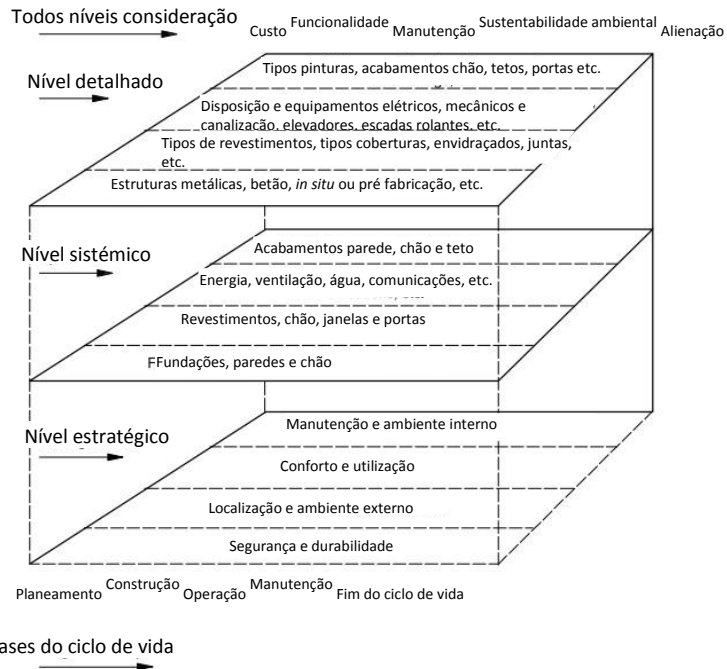 Todos níveis consideração
Custo Funcionalidade Manutenção Sustentabilidade ambiental Alienação
Nível detalhado
Tipos pinturas, acabamentos chão, tetos, portas etc.
Disposição e equipamentos elétricos, mecânicos e
canalização, elevadores, escadas rolantes, etc.
Tipos de revestimentos, tipos coberturas, envidraçados, juntas,
etc.
Estruturas metálicas, betão, in situ ou pré fabricação, etc.
Nível sistémico
Acabamentos parede, chão e teto
Energia, ventilação, água, comunicações, etc.
Revestimentos, chão, janelas e portas
FFundações, paredes e chão
Nível estratégico
Manutenção e ambiente interno
Conforto e utilização
Localização e ambiente externo
Segurança e durabilidade
Planeamento Construção Operação Manutenção Fim do ciclo de vida
ases do ciclo de vida